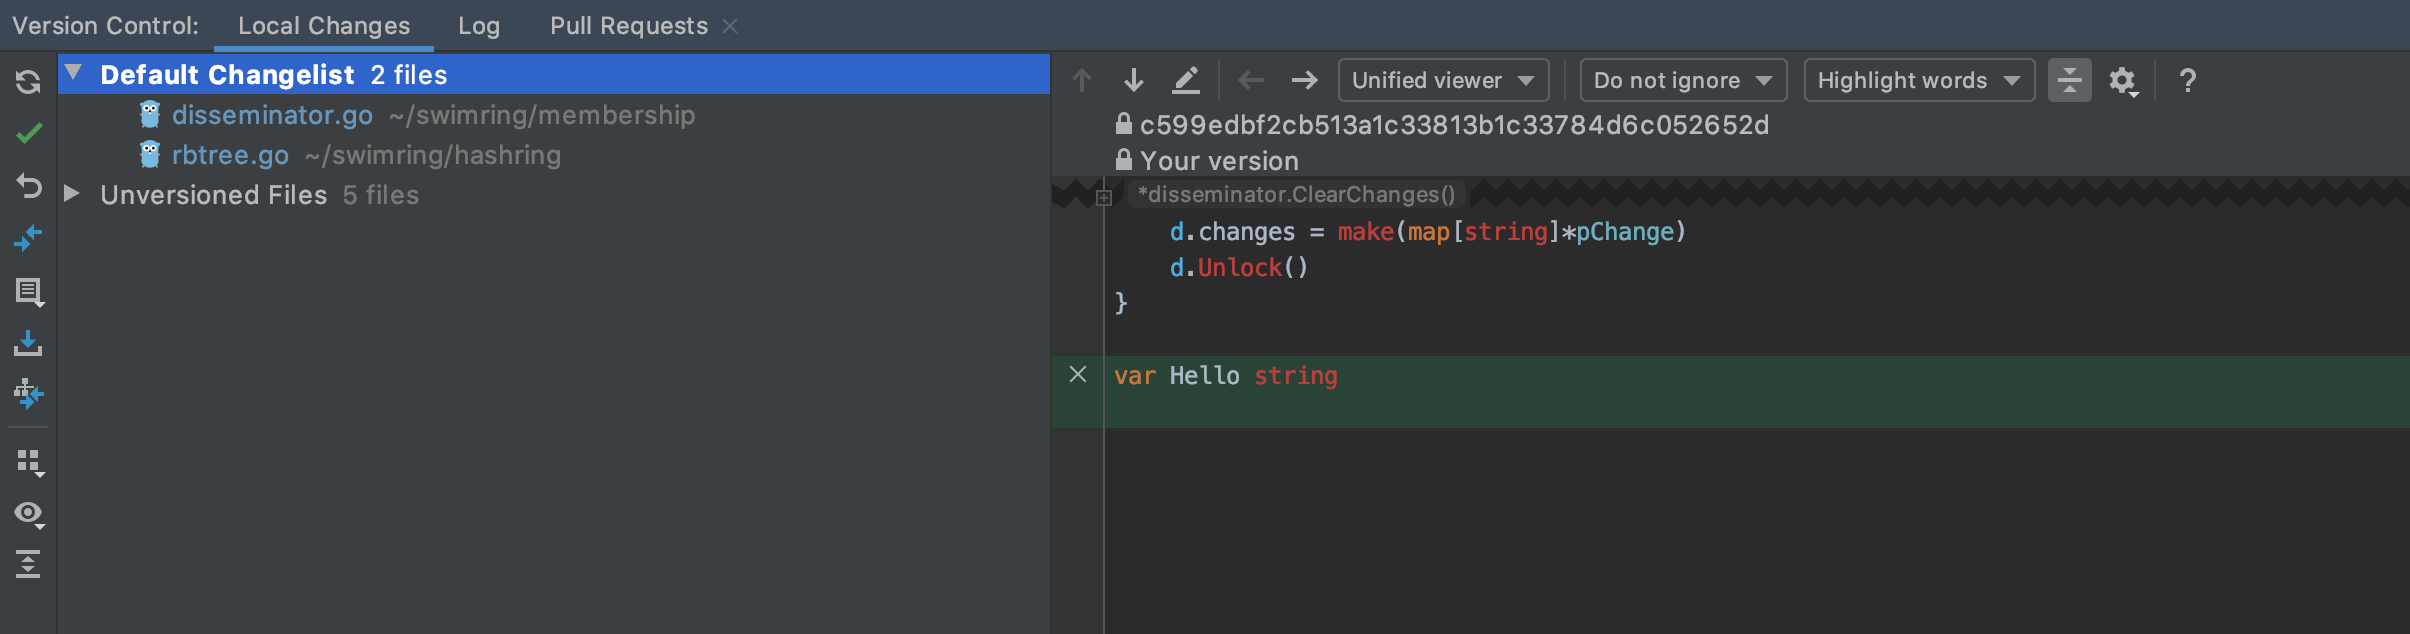 Version Control: Local Changes Log Pull Requests
Default Changelist 2 files
disseminator.go ~/swimring/membership
rbtree.go ~/swimring/hashring
Unversioned Files 5 files
Unified viewer Do not ignore Highlight words ?
c599edbf2cb513a1c33813b1c33784d6c052652d
Your version
*disseminator.ClearChanges()
d.changes = make(map[string]*pChange)
d.Unlock()
}
var Hello string